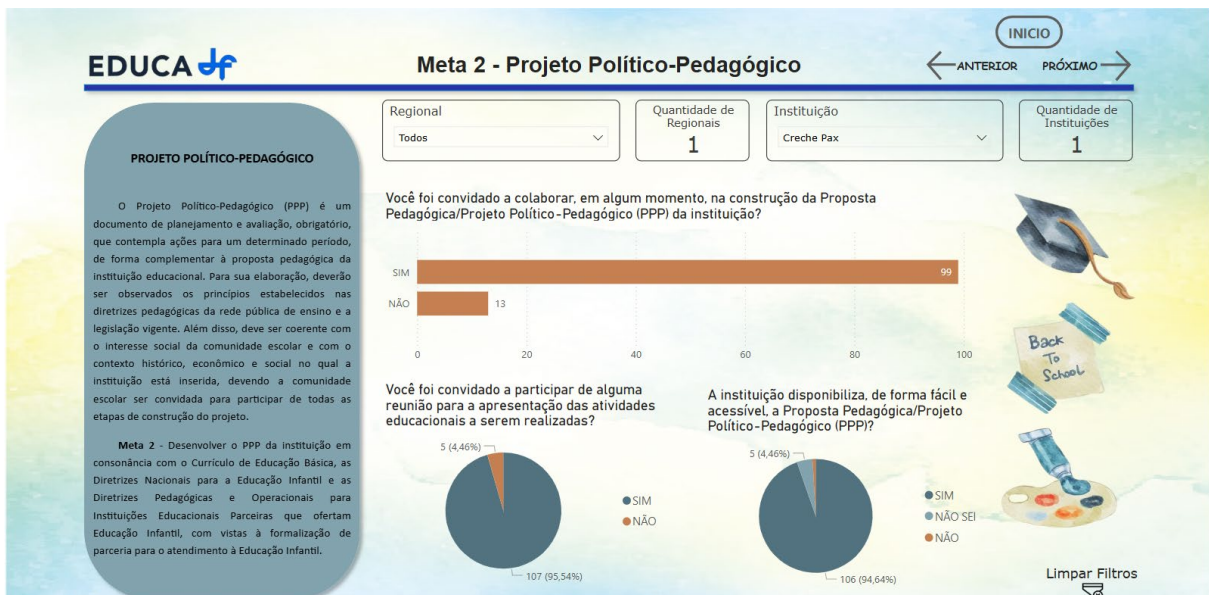 INICIO
EDUCA df
Meta 2 - Projeto Político-Pedagógico
ANTERIOR
PRÓXIMO
Regional
Todos
Quantidade de
Regionais
1
Instituição
Creche Pax
Quantidade de
Instituições
1
PROJETO POLÍTICO-PEDAGÓGICO
O Projeto Político-Pedagógico (PPP) é um
documento de planejamento e avaliação, obrigatório,
que contempla ações para um determinado período,
de forma complementar à proposta pedagógica da
instituição educacional. Para sua elaboração, deverão
ser observados os princípios estabelecidos nas
diretrizes pedagógicas da rede pública de ensino e a
legislação vigente. Além disso, deve ser coerente com
o interesse social da comunidade escolar e com o
contexto histórico, econômico e social no qual a
instituição está inserida, devendo a comunidade
escolar ser convidada para participar de todas as
etapas de construção do projeto.
Meta 2 - Desenvolver o PPP da instituição em
consonância com o Currículo de Educação Básica, as
Diretrizes Nacionais para a Educação Infantil e as
Diretrizes Pedagógicas e Operacionais para
Instituições Educacionais Parceiras que ofertam
Educação Infantil, com vistas à formalização de
parceria para o atendimento à Educação Infantil.
Você foi convidado a colaborar, em algum momento, na construção da Proposta
Pedagógica/Projeto Político-Pedagógico (PPP) da instituição?
SIM
99
NÃO
13
0
20
40
60
80
100
Você foi convidado a participar de alguma
reunião para a apresentação das atividades
educacionais a serem realizadas?
5 (4,46%)
SIM
NÃO
107 (95,54%)
A instituição disponibiliza, de forma fácil e
acessível, a Proposta Pedagógica/Projeto
Político-Pedagógico (PPP)?
5 (4,46%)
SIM
NÃO SEI
NÃO
106 (94,64%)
Back
To
School
Limpar Filtros